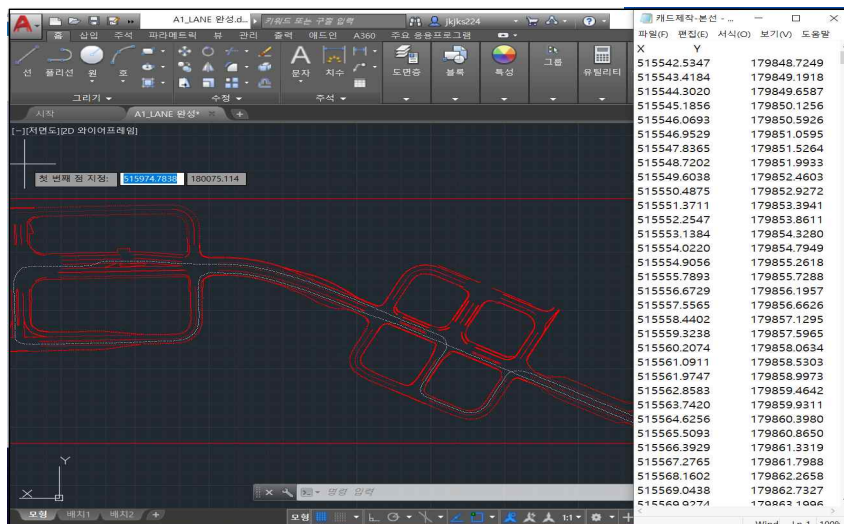 A1_LANE 완성.d...
키워드 또는 구절 입력
jkjks224
홈 삽입 주석 파라메트릭 뷰 관리 출력 애드인 A360 주요 응용프로그램
선 폴리선 원 호
문자 치수
도면층 블록 특성 그룹 유틸리티
그리기 수정 주석
시작 A1_LANE 완성* +
[-][저면도][2D 와이어프레임]
첫 번째 점 지정: 515974.7838 180075.114
Y
X
명령 입력
모형 배치1 배치2 +
모형 1:1
캐드제작-본선 - ...
파일(F) 편집(E) 서식(O) 보기(V) 도움말
X Y
515542.5347 179848.7249
515543.4184 179849.1918
515544.3020 179849.6587
515545.1856 179850.1256
515546.0693 179850.5926
515546.9529 179851.0595
515547.8365 179851.5264
515548.7202 179851.9933
515549.6038 179852.4603
515550.4875 179852.9272
515551.3711 179853.3941
515552.2547 179853.8611
515553.1384 179854.3280
515554.0220 179854.7949
515554.9056 179855.2618
515555.7893 179855.7288
515556.6729 179856.1957
515557.5565 179856.6626
515558.4402 179857.1295
515559.3238 179857.5965
515560.2074 179858.0634
515561.0911 179858.5303
515561.9747 179858.9973
515562.8583 179859.4642
515563.7420 179859.9311
515564.6256 179860.3980
515565.5093 179860.8650
515566.3929 179861.3319
515567.2765 179861.7988
515568.1602 179862.2658
515569.0438 179862.7327
515569.9274 179863.1996
Wind Ln 1 100%